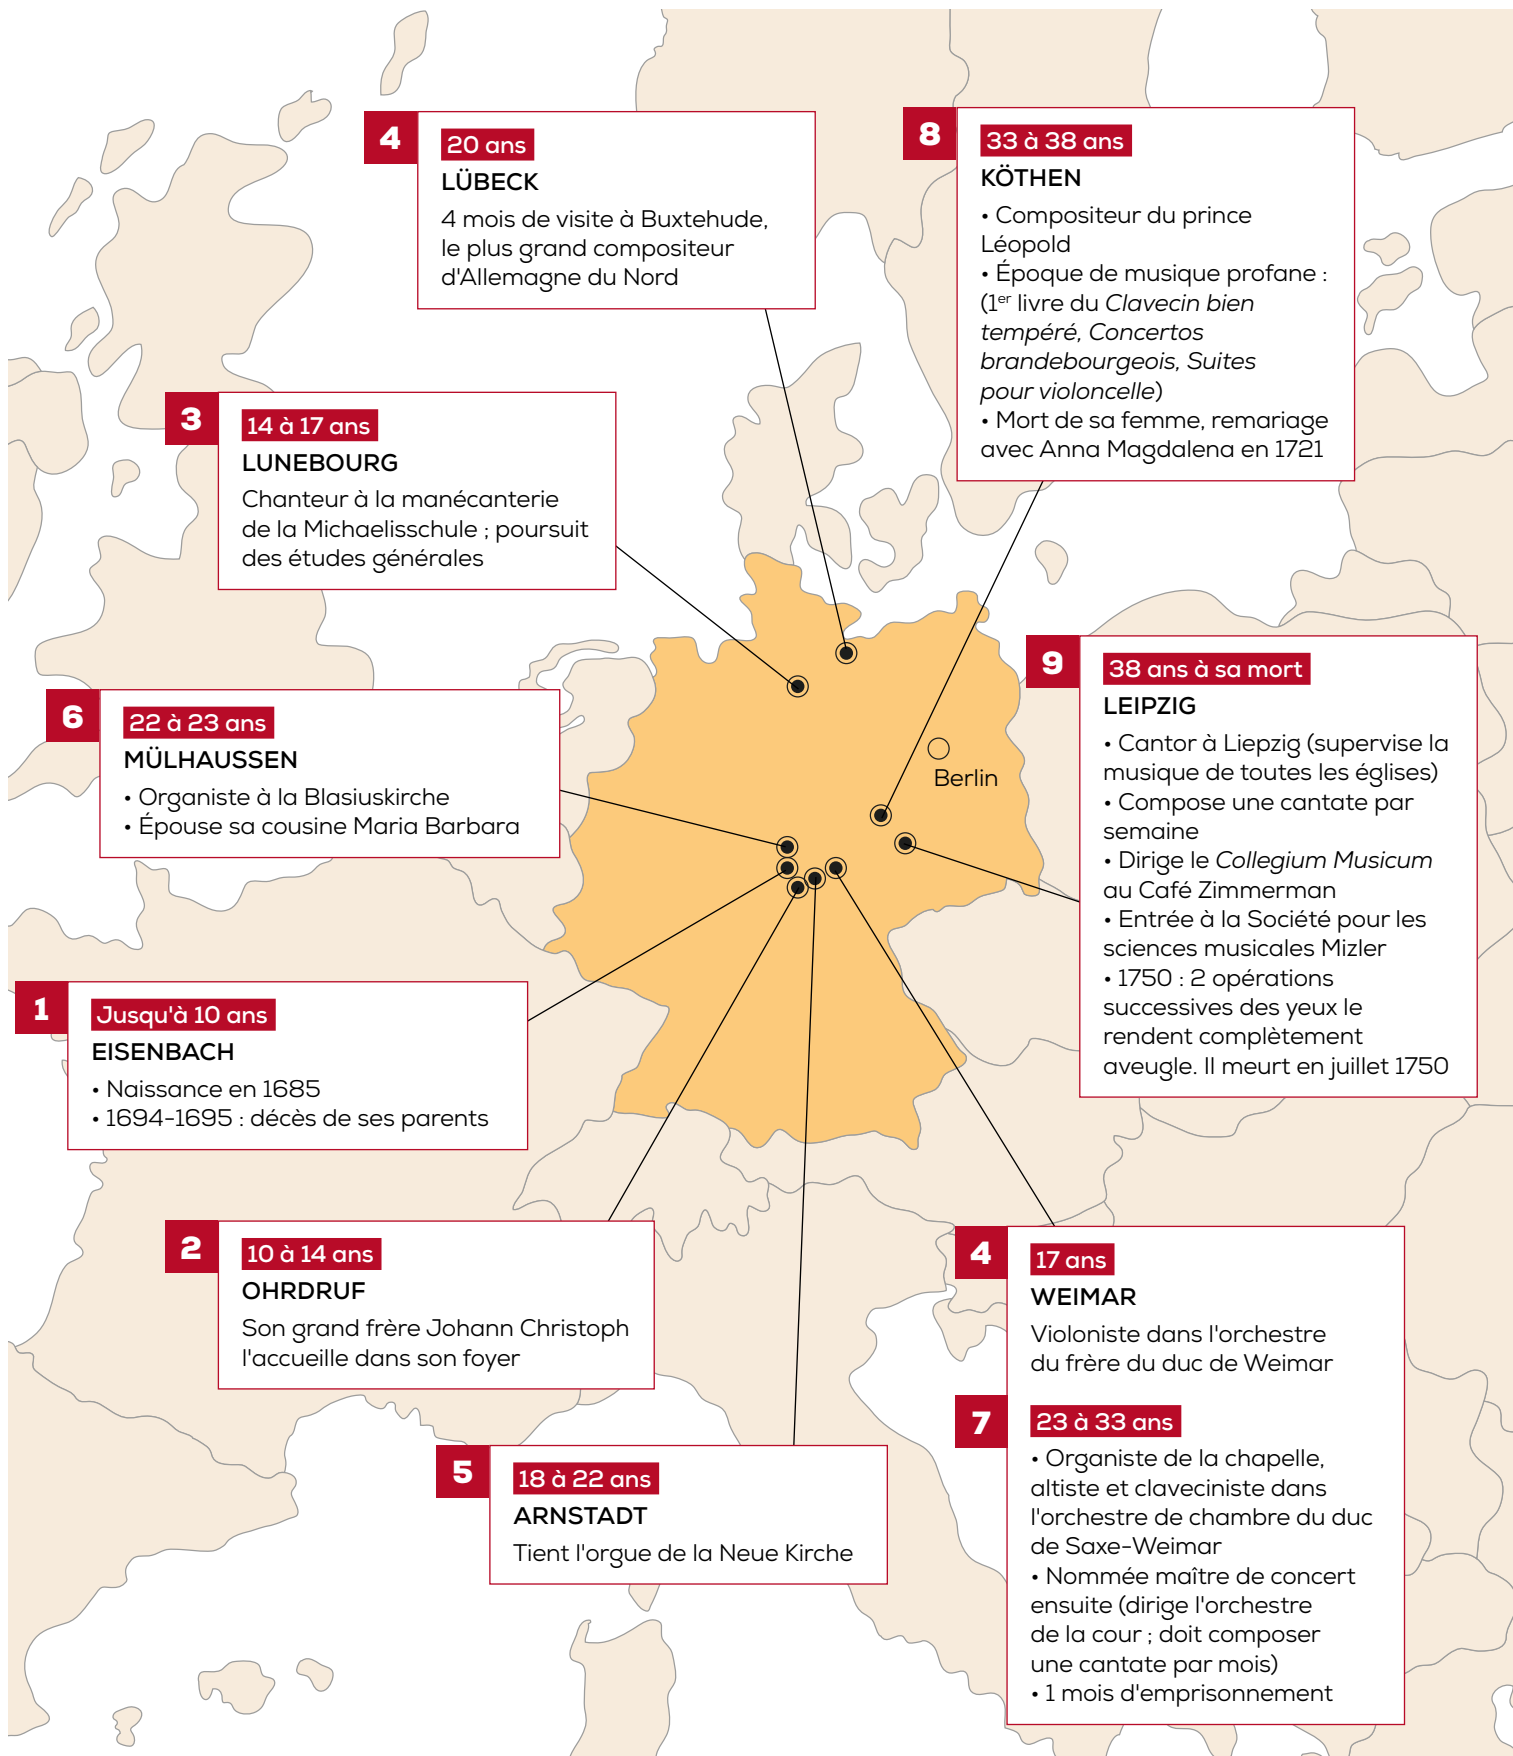 4
20 ans
LÜBECK
4 mois de visite à Buxtehude,
le plus grand compositeur
d'Allemagne du Nord
8
33 à 38 ans
KÖTHEN
• Compositeur du prince
Léopold
• Époque de musique profane :
(1er livre du Clavecin bien
tempéré, Concertos
brandebourgeois, Suites
pour violoncelle)
• Mort de sa femme, remariage
avec Anna Magdalena en 1721
3
14 à 17 ans
LUNEBOURG
Chanteur à la manécanterie
de la Michaelisschule ; poursuit
des études générales
6
22 à 23 ans
MÜLHAUSSEN
• Organiste à la Blasiuskirche
• Épouse sa cousine Maria Barbara
Berlin
9
38 ans à sa mort
LEIPZIG
• Cantor à Liepzig (supervise la
musique de toutes les églises)
• Compose une cantate par
semaine
• Dirige le Collegium Musicum
au Café Zimmerman
• Entrée à la Société pour les
sciences musicales Mizler
• 1750 : 2 opérations
successives des yeux le
rendent complètement
aveugle. Il meurt en juillet 1750
1
Jusqu'à 10 ans
EISENBACH
• Naissance en 1685
• 1694-1695 : décès de ses parents
2
10 à 14 ans
OHRDRUF
Son grand frère Johann Christoph
l'accueille dans son foyer
4
17 ans
WEIMAR
Violoniste dans l'orchestre
du frère du duc de Weimar
7
23 à 33 ans
• Organiste de la chapelle,
altiste et claveciniste dans
l'orchestre de chambre du duc
de Saxe-Weimar
• Nommée maître de concert
ensuite (dirige l'orchestre
de la cour ; doit composer
une cantate par mois)
• 1 mois d'emprisonnement
5
18 à 22 ans
ARNSTADT
Tient l'orgue de la Neue Kirche